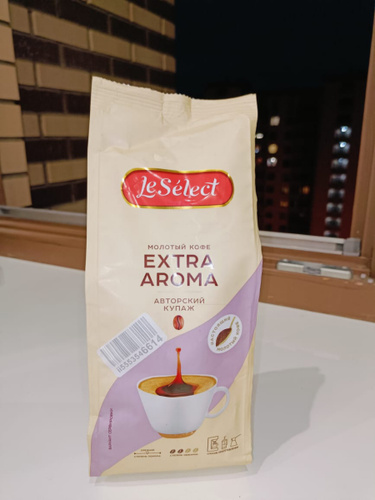 Le Sélect
МОЛОТЫЙ КОФЕ
EXTRA
AROMA
АВТОРСКИЙ
КУПАЖ